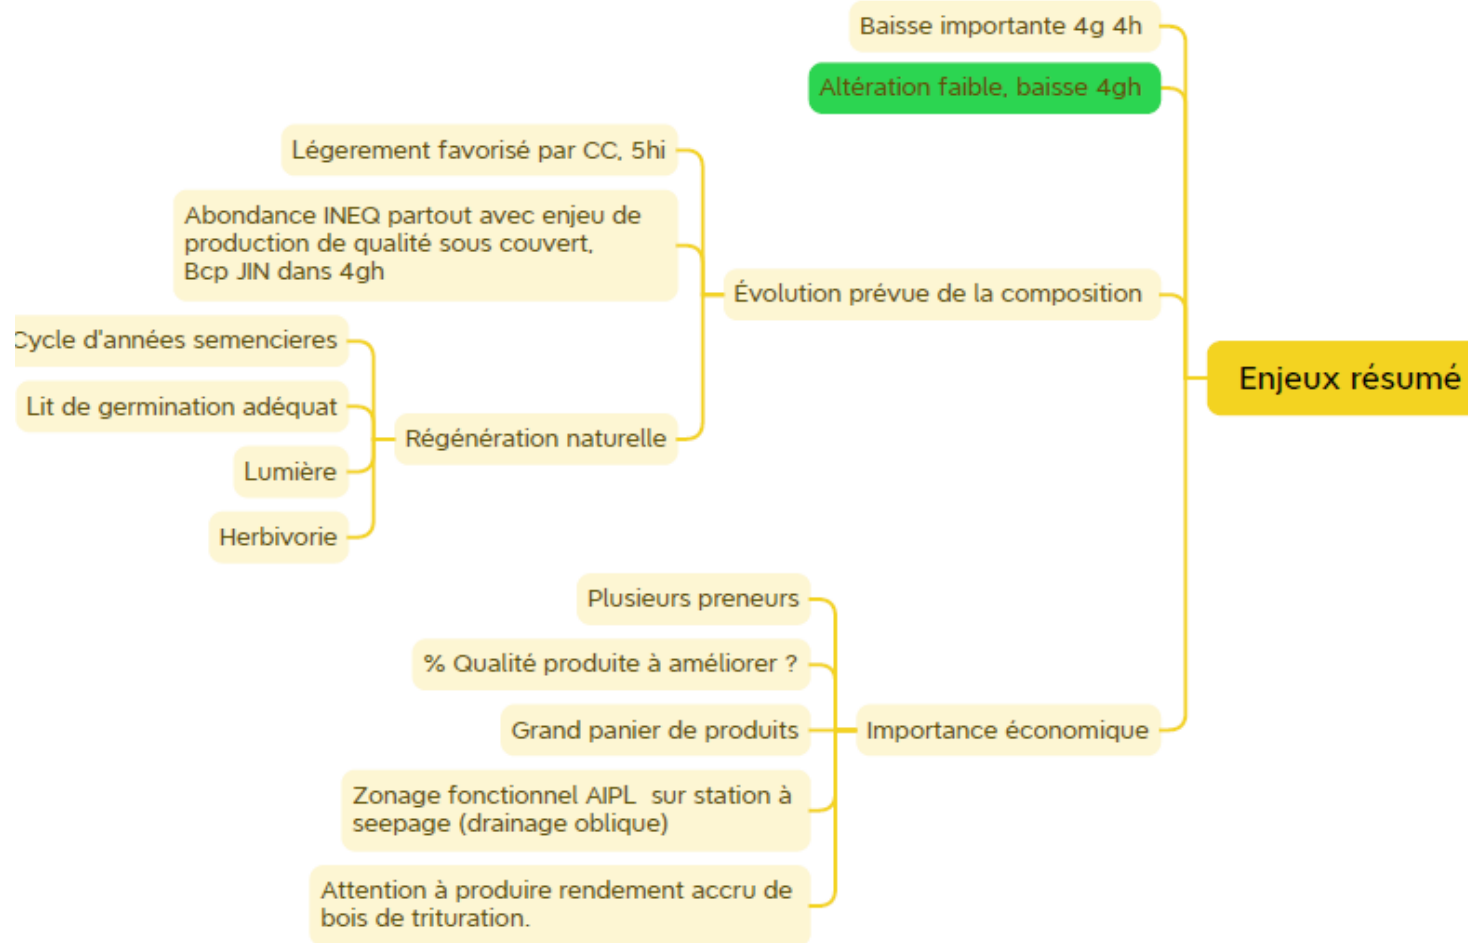 Baisse importante 4g 4h
Altération faible, baisse 4gh
Légerement favorisé par CC, 5hi
Abondance INEQ partout avec enjeu de
production de qualité sous couvert,
Bcp JIN dans 4gh
Évolution prévue de la composition
Cycle d'années semencieres
Lit de germination adéquat
Lumière
Herbivorie
Régénération naturelle
Enjeux résumé
Plusieurs preneurs
% Qualité produite à améliorer ?
Grand panier de produits
Importance économique
Zonage fonctionnel AIPL sur station à
seepage (drainage oblique)
Attention à produire rendement accru de
bois de trituration.